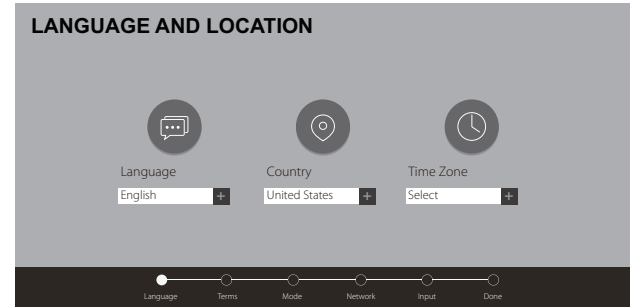 LANGUAGE AND LOCATION
Language Country Time Zone
English + United States + Select +
Language Terms Mode Network Input Done